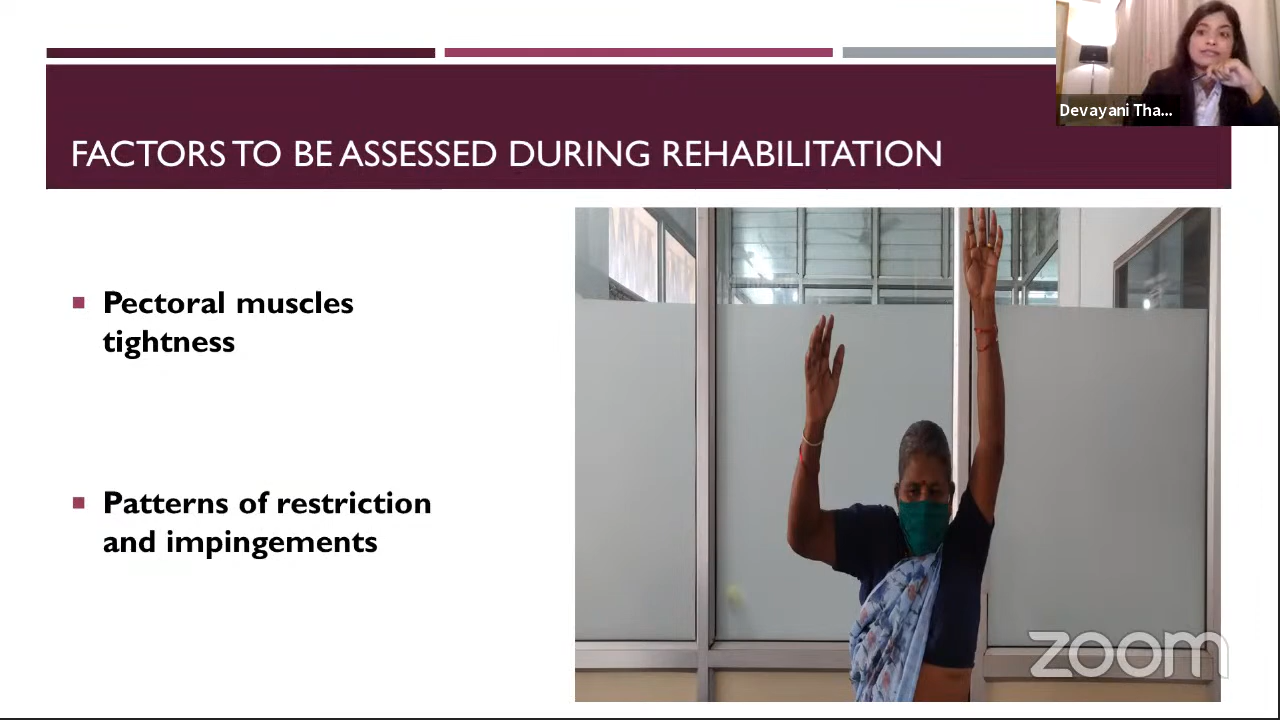 Devayani Tha...
FACTORS TO BE ASSESSED DURING REHABILITATION
Pectoral muscles
tightness
Patterns of restriction
and impingements
zoom